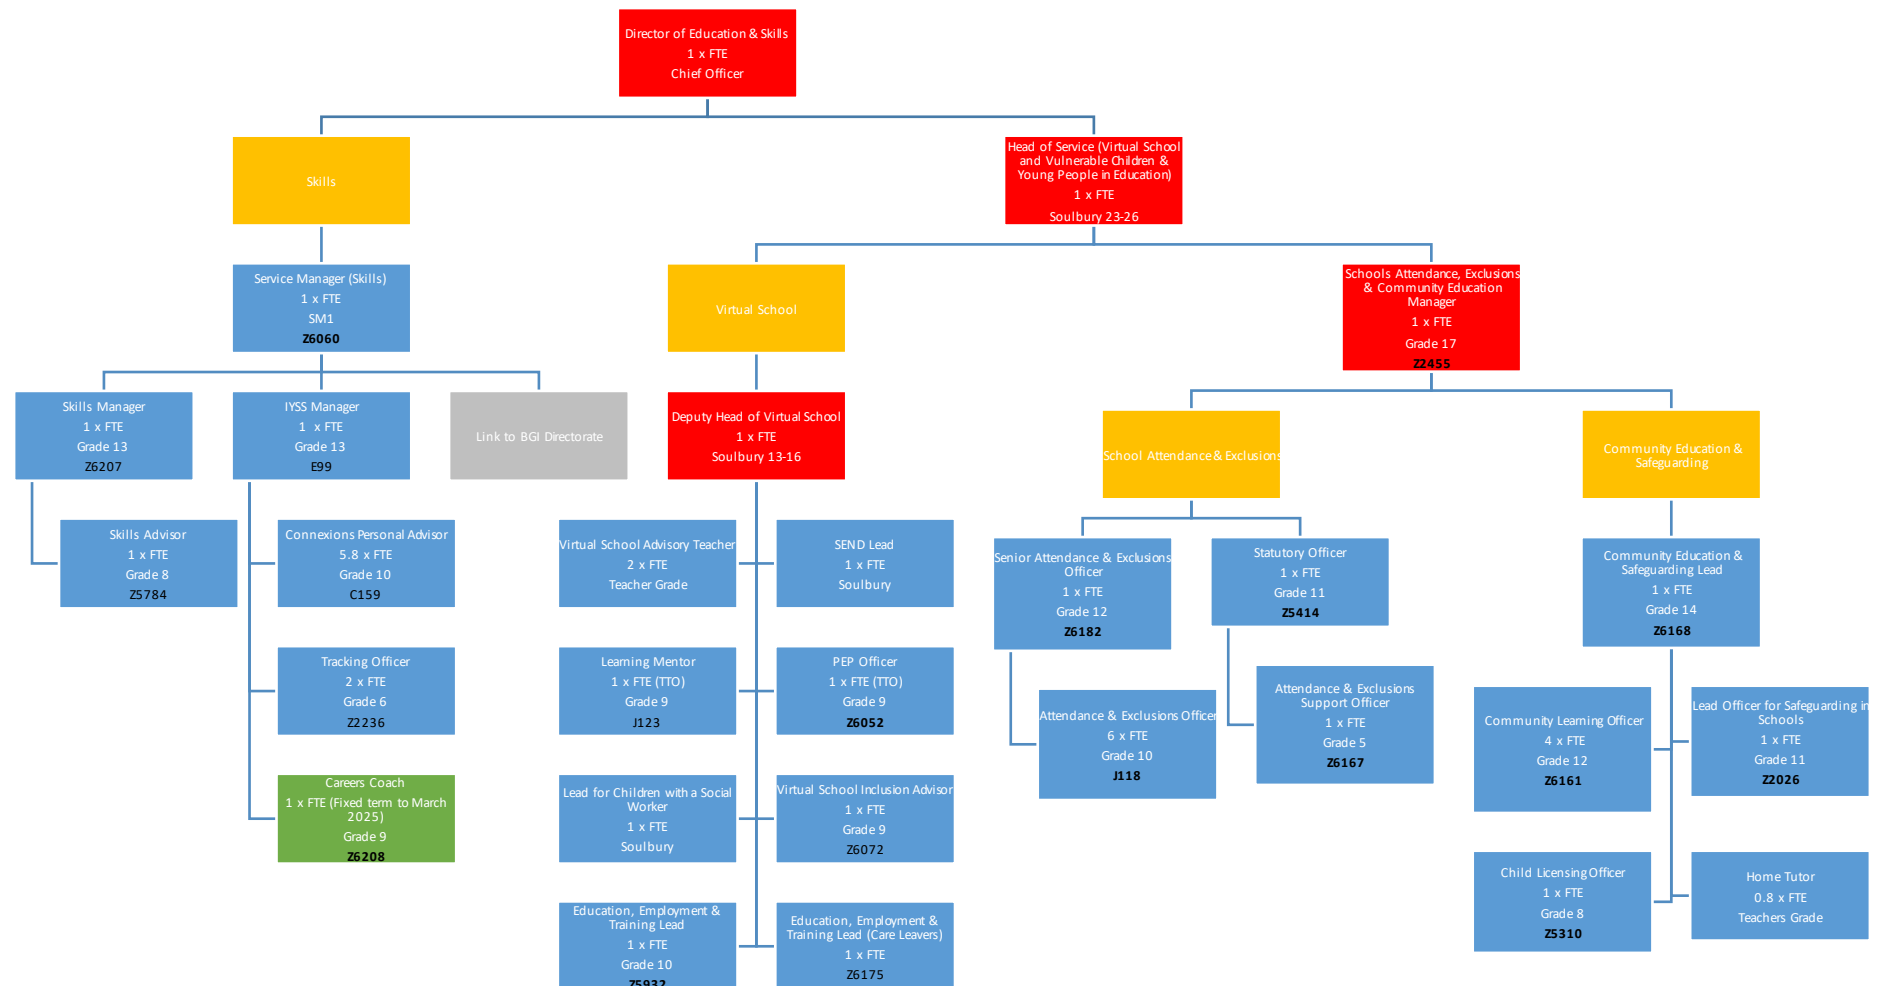 Director of Education & Skills
1 x FTE
Chief Officer
Skills
Head of Service (Virtual School
and Vulnerable Children &
Young People in Education)
1 x FTE
Soulbury 23-26
Service Manager (Skills)
1 x FTE
SM1
Z6060
Virtual School
Schools Attendance, Exclusions
& Community Education
Manager
1 x FTE
Grade 17
Z2455
Skills Manager
1 x FTE
Grade 13
Z6207
IYSS Manager
1 x FTE
Grade 13
E99
Link to BGI Directorate
Deputy Head of Virtual School
1 x FTE
Soulbury 13-16
School Attendance & Exclusions
Community Education &
Safeguarding
Skills Advisor
1 x FTE
Grade 8
Z5784
Connexions Personal Advisor
5.8 x FTE
Grade 10
C159
Virtual School Advisory Teacher
2 x FTE
Teacher Grade
SEND Lead
1 x FTE
Soulbury
Senior Attendance & Exclusions
Officer
1 x FTE
Grade 12
Z6182
Statutory Officer
1 x FTE
Grade 11
Z5414
Community Education &
Safeguarding Lead
1 x FTE
Grade 14
Z6168
Tracking Officer
2 x FTE
Grade 6
Z2236
Learning Mentor
1 x FTE (TTO)
Grade 9
J123
PEP Officer
1 x FTE (TTO)
Grade 9
Z6052
Attendance & Exclusions Officer
6 x FTE
Grade 10
J118
Attendance & Exclusions
Support Officer
1 x FTE
Grade 5
Z6167
Community Learning Officer
4 x FTE
Grade 12
Z6161
Lead Officer for Safeguarding in
Schools
1 x FTE
Grade 11
Z2026
Careers Coach
1 x FTE (Fixed term to March
2025)
Grade 9
Z6208
Lead for Children with a Social
Worker
1 x FTE
Soulbury
Virtual School Inclusion Advisor
1 x FTE
Grade 9
Z6072
Child Licensing Officer
1 x FTE
Grade 8
Z5310
Home Tutor
0.8 x FTE
Teachers Grade
Education, Employment &
Training Lead
1 x FTE
Grade 10
Z5932
Education, Employment &
Training Lead (Care Leavers)
1 x FTE
Z6175